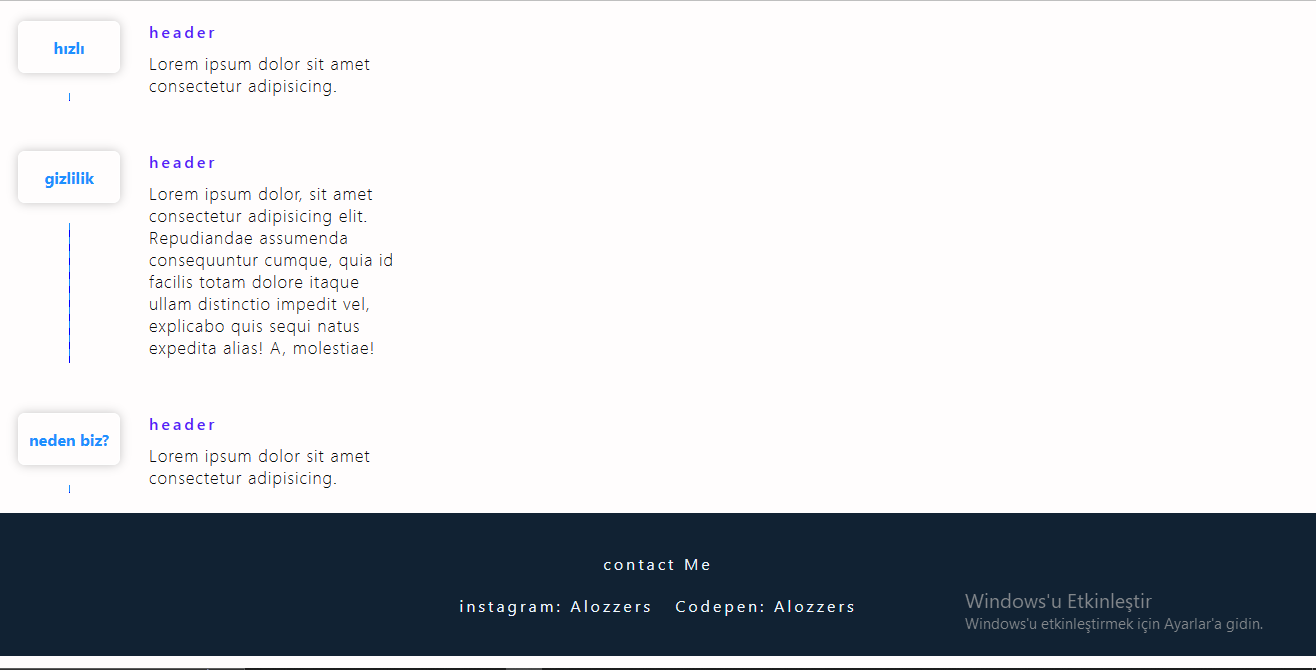 hızlı
header
Lorem ipsum dolor sit amet
consectetur adipisicing.
gizlilik
header
Lorem ipsum dolor, sit amet
consectetur adipisicing elit.
Repudiandae assumenda
consequuntur cumque, quia id
facilis totam dolore itaque
ullam distinctio impedit vel,
explicabo quis sequi natus
expedita alias! A, molestiae!
neden biz?
header
Lorem ipsum dolor sit amet
consectetur adipisicing.
contact Me
instagram: Alozzers Codepen: Alozzers
Windows'u Etkinleştir
Windows'u etkinleştirmek için Ayarlar'a gidin.